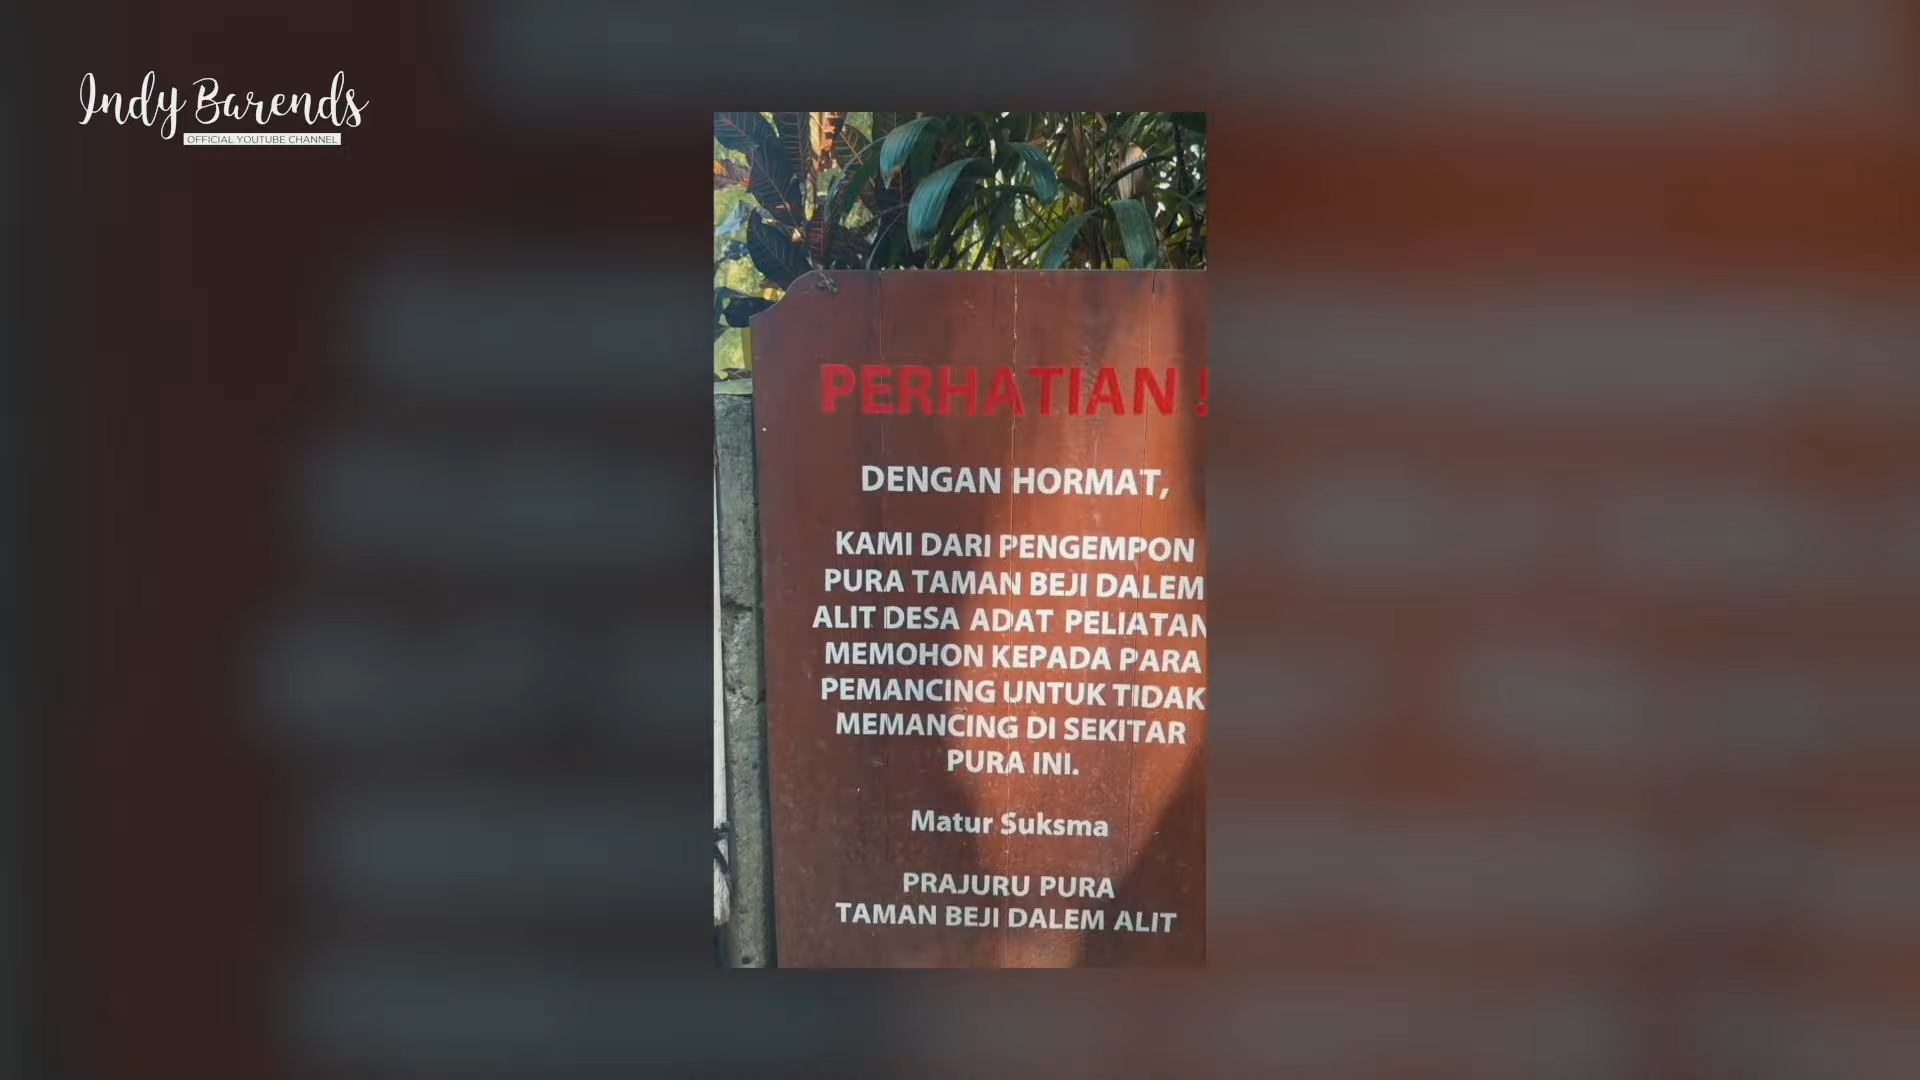 Indy Barends
OFFICIAL YOUTUBE CHANNEL
PERHATIAN !
DENGAN HORMAT,
KAMI DARI PENGEMPON
PURA TAMAN BEJI DALEM
ALIT DESA ADAT PELIATAN
MEMOHON KEPADA PARA
PEMANCING UNTUK TIDAK
MEMANCING DI SEKITAR
PURA INI.
Matur Suksma
PRAJURU PURA
TAMAN BEJI DALEM ALIT